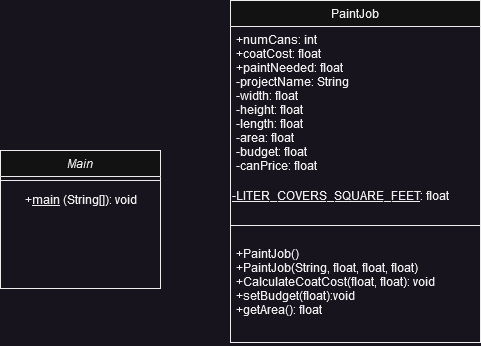 Main
+main (String[]): void
PaintJob
+numCans: int
+coatCost: float
+paintNeeded: float
-projectName: String
-width: float
-height: float
-length: float
-area: float
-budget: float
-canPrice: float
-LITER_COVERS_SQUARE_FEET: float
+PaintJob()
+PaintJob(String, float, float, float)
+CalculateCoatCost(float, float): void
+setBudget(float):void
+getArea(): float